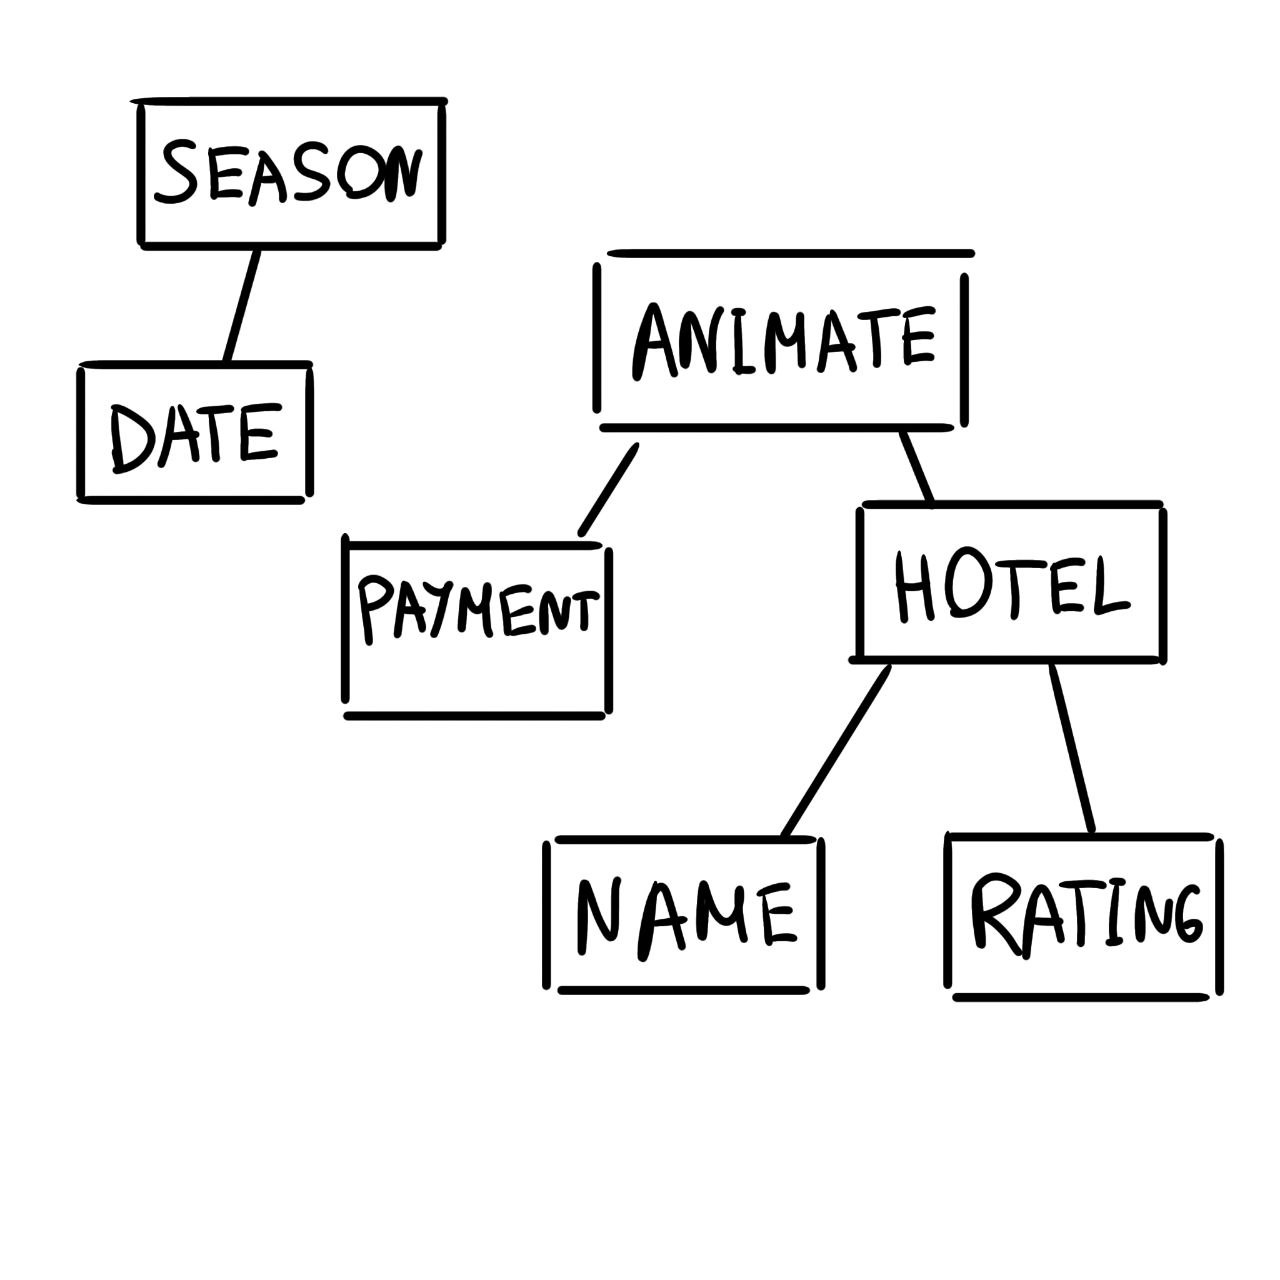 SEASON
ANIMATE
DATE
HOTEL
PAYMENT
NAME
RATING